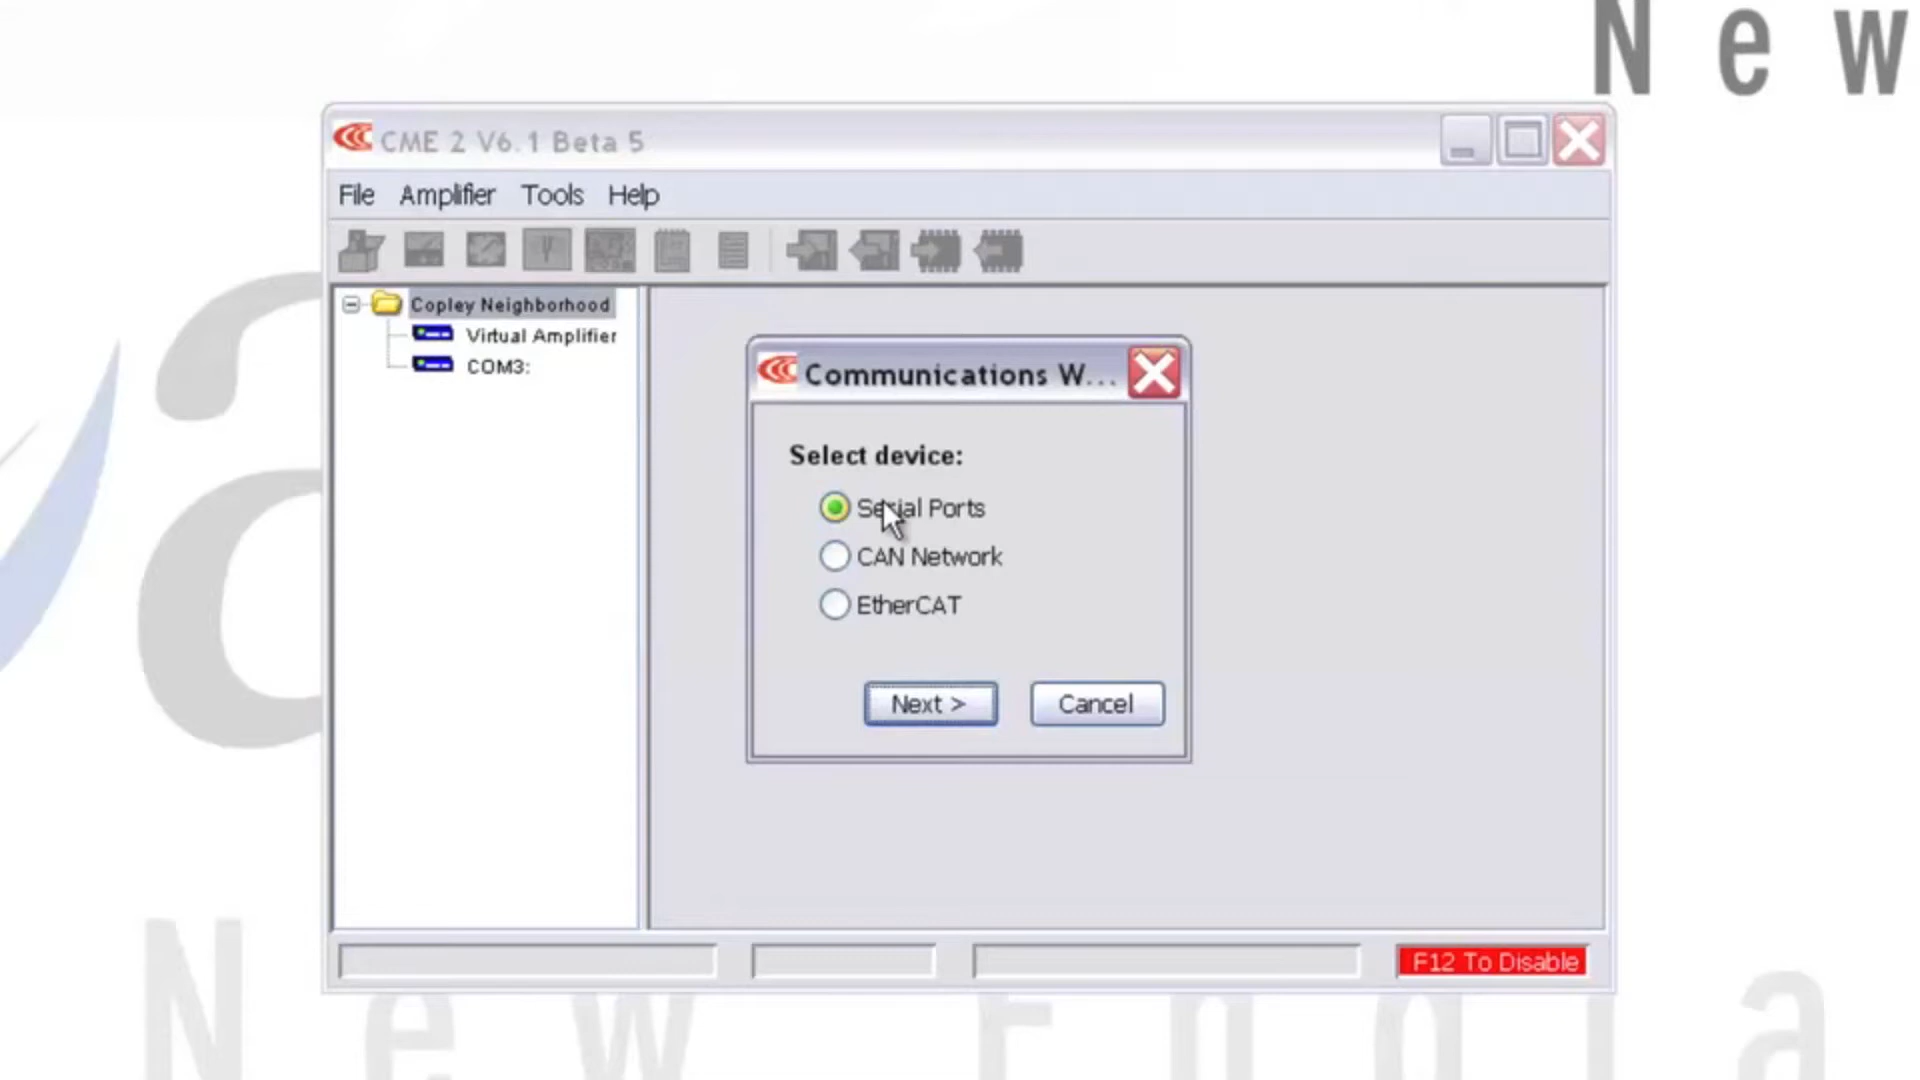 New
CME 2 V6.1 Beta 5
File Amplifier Tools Help
Copley Neighborhood
Virtual Amplifier
COM3:
Communications W...
Select device:
Serial Ports
CAN Network
EtherCAT
Next >
Cancel
F12 To Disable